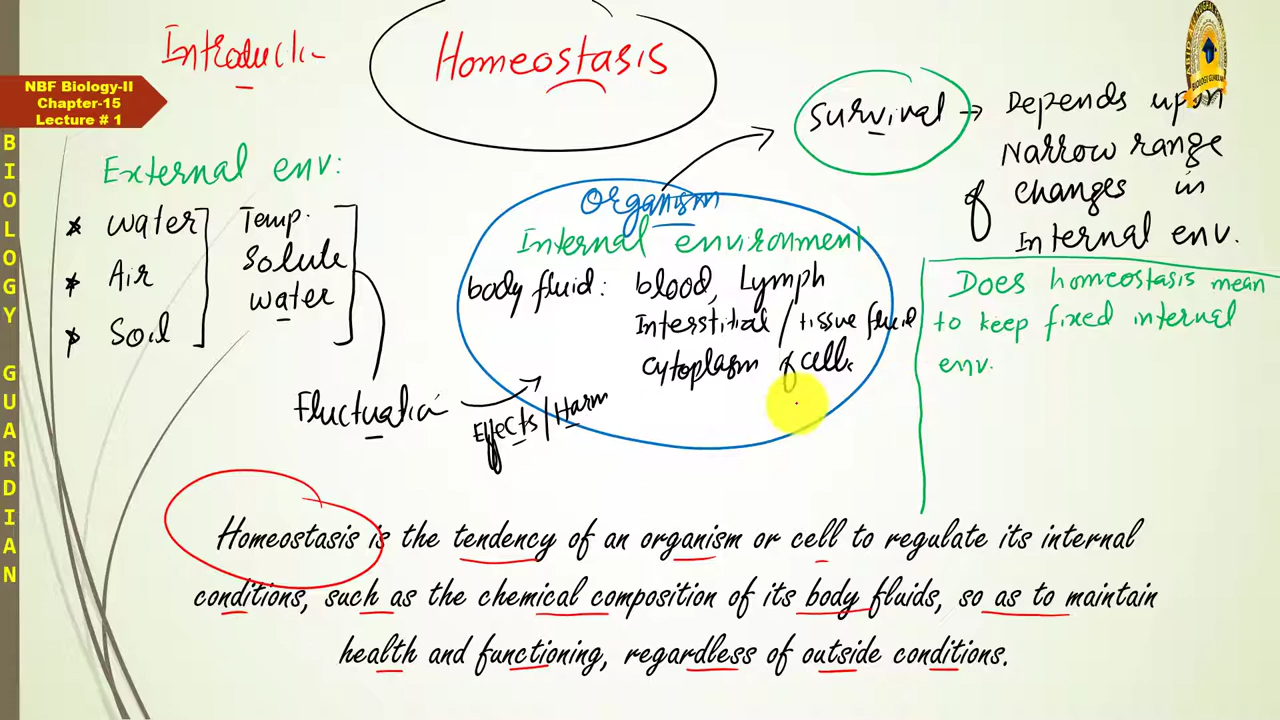 Introducti
Homeostasis
NBF Biology-II
Chapter-15
Lecture # 1
BIOLOGY GUARDIAN
External env:
* Water
* Air
* Soil
Temp.
Solute
water
Fluctuation
Effects/Harm
Organism
Internal environment
body fluid: blood, Lymph
Interstitial / tissue fluid
Cytoplasm of cells
Survival → Depends upon
Narrow range
of changes in
Internal env.
Does homeostasis mean
to keep fixed internal
env.
Homeostasis is the tendency of an organism or cell to regulate its internal
conditions, such as the chemical composition of its body fluids, so as to maintain
health and functioning, regardless of outside conditions.